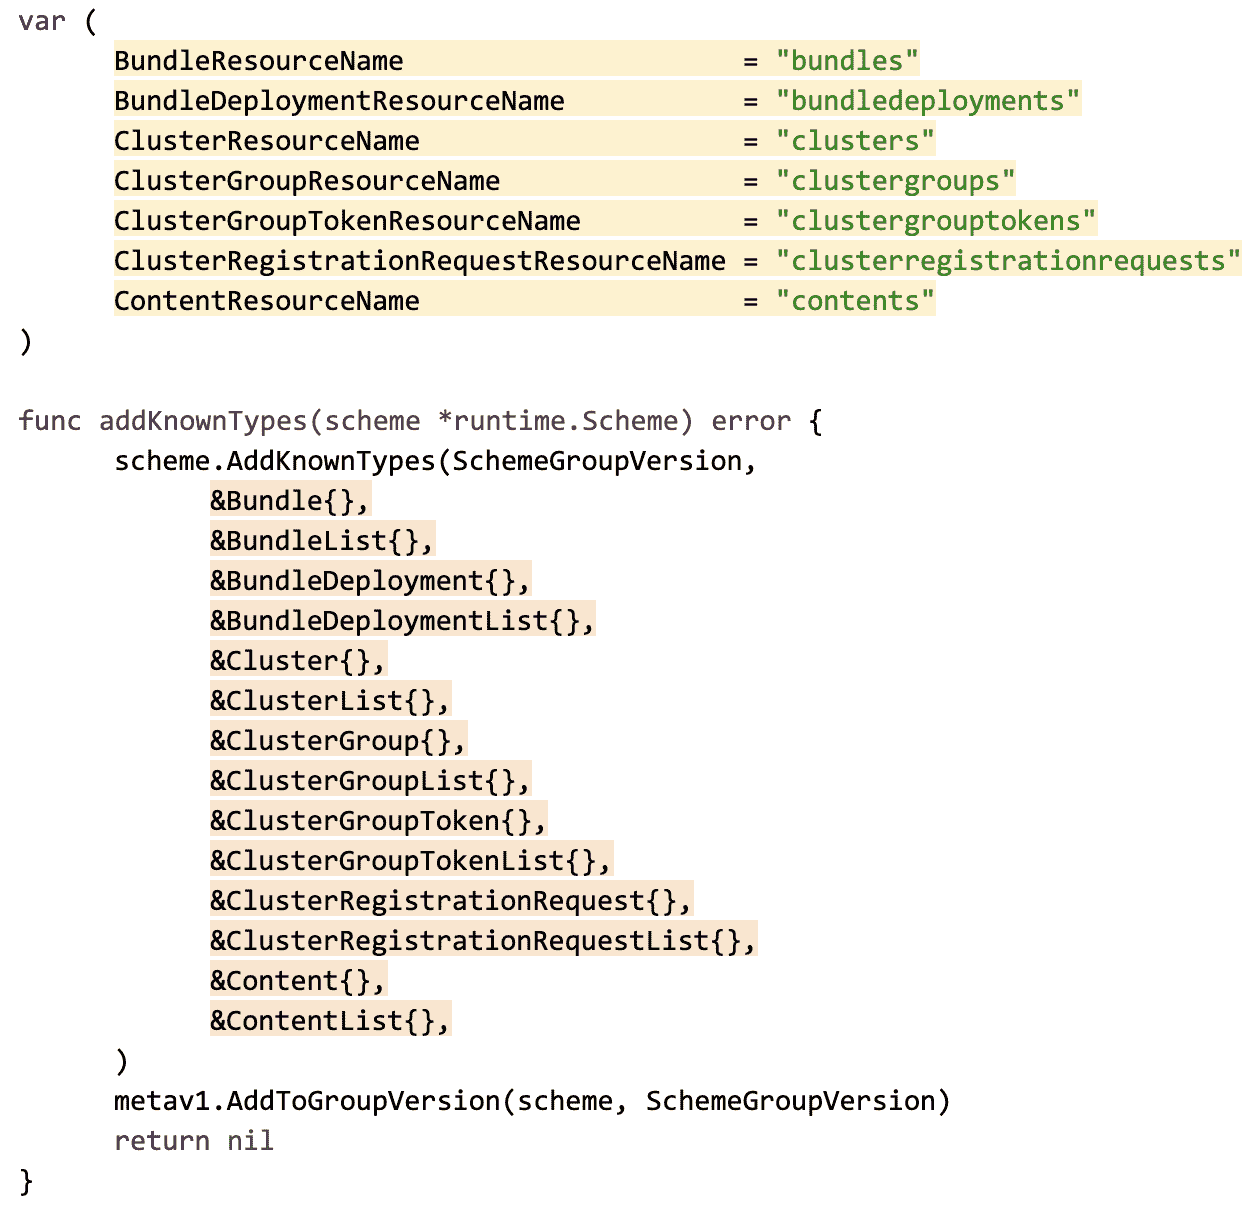 var (
BundleResourceName = "bundles"
BundleDeploymentResourceName = "bundledeployments"
ClusterResourceName = "clusters"
ClusterGroupResourceName = "clustergroups"
ClusterGroupTokenResourceName = "clustergrouptokens"
ClusterRegistrationRequestResourceName = "clusterregistrationrequests"
ContentResourceName = "contents"
)
func addKnownTypes(scheme *runtime.Scheme) error {
scheme.AddKnownTypes(SchemeGroupVersion,
&Bundle{},
&BundleList{},
&BundleDeployment{},
&BundleDeploymentList{},
&Cluster{},
&ClusterList{},
&ClusterGroup{},
&ClusterGroupList{},
&ClusterGroupToken{},
&ClusterGroupTokenList{},
&ClusterRegistrationRequest{},
&ClusterRegistrationRequestList{},
&Content{},
&ContentList{},
)
metav1.AddToGroupVersion(scheme, SchemeGroupVersion)
return nil
}